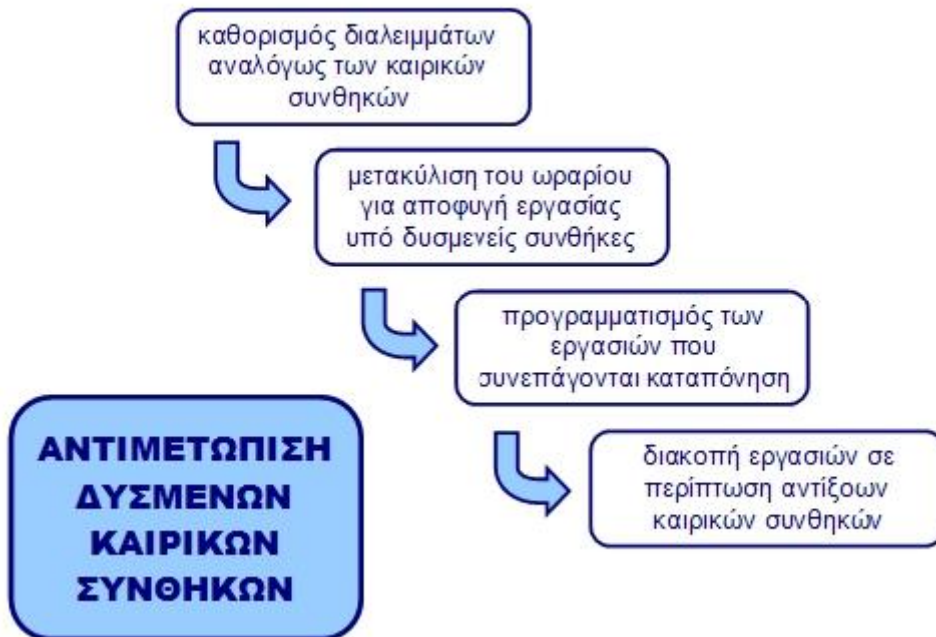 καθορισμός διαλειμμάτων
αναλόγως των καιρικών
συνθηκών
μετακύλιση του ωραρίου
για αποφυγή εργασίας
υπό δυσμενείς συνθήκες
προγραμματισμός των
εργασιών που
συνεπάγονται καταπόνηση
διακοπή εργασιών σε
περίπτωση αντίξοων
καιρικών συνθηκών
ΑΝΤΙΜΕΤΩΠΙΣΗ
ΔΥΣΜΕΝΩΝ
ΚΑΙΡΙΚΩΝ
ΣΥΝΘΗΚΩΝ